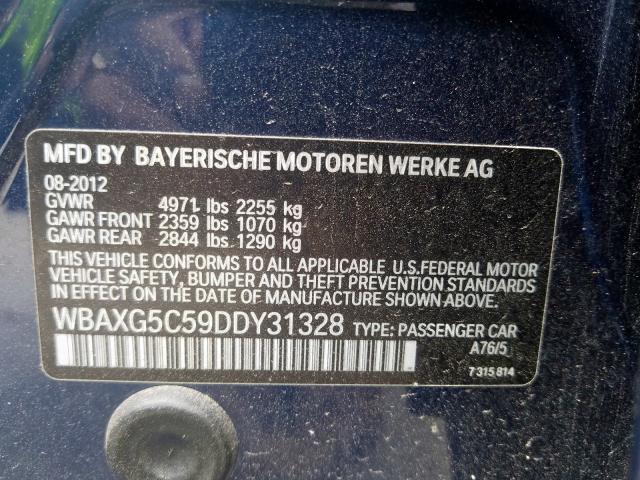 MFD BY BAYERISCHE MOTOREN WERKE AG
08-2012
GVWR 4971 lbs 2255 kg
GAWR FRONT 2359 lbs 1070 kg
GAWR REAR 2844 lbs 1290 kg
THIS VEHICLE CONFORMS TO ALL APPLICABLE U.S.FEDERAL MOTOR
VEHICLE SAFETY, BUMPER AND THEFT PREVENTION STANDARDS
IN EFFECT ON THE DATE OF MANUFACTURE SHOWN ABOVE.
WBAXG5C59DDY31328 TYPE: PASSENGER CAR
A76/5
7315814